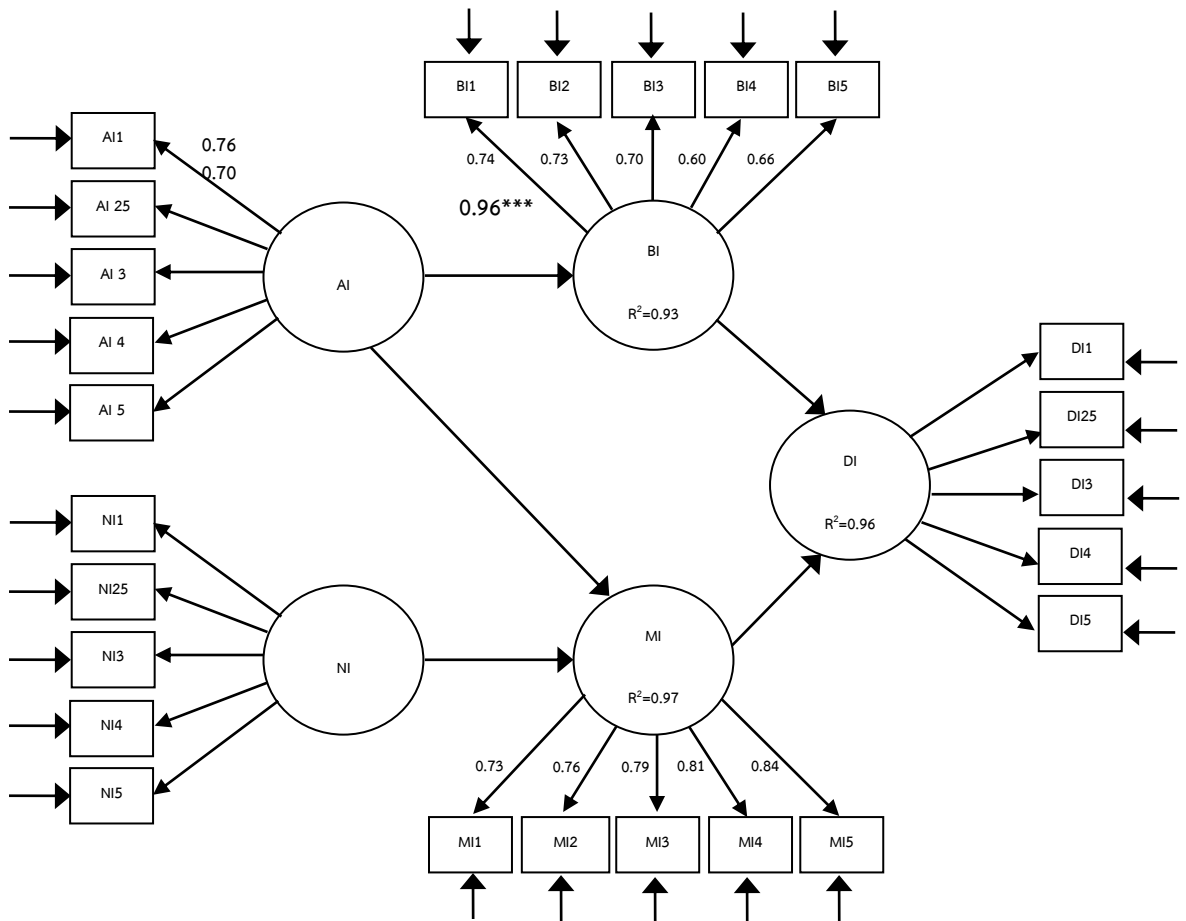 BI1
BI2
BI3
BI4
BI5
AI1
0.76
0.70
AI 25
AI 3
AI 4
AI 5
0.74
0.73
0.70
0.60
0.66
0.96***
AI
BI
R²=0.93
DI1
DI25
DI3
DI4
DI5
DI
R²=0.96
NI1
NI25
NI3
NI4
NI5
NI
MI
R²=0.97
0.73
0.76
0.79
0.81
0.84
MI1
MI2
MI3
MI4
MI5